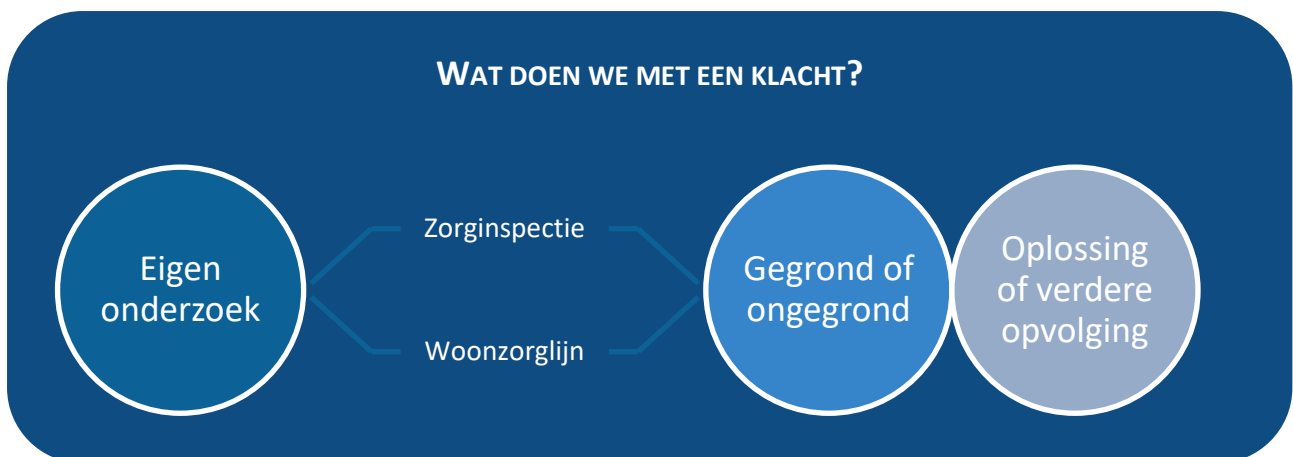 WAT DOEN WE MET EEN KLACHT?
Eigen
onderzoek
Zorginspectie
Woonzorglijn
Gegrond of
ongegrond
Oplossing
of verdere
opvolging